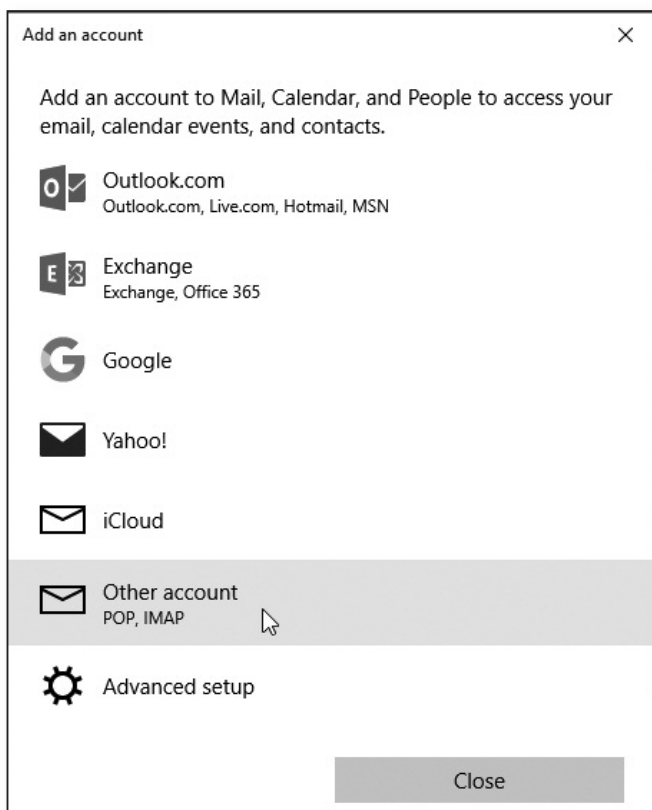 Add an account
Add an account to Mail, Calendar, and People to access your
email, calendar events, and contacts.
Outlook.com
Outlook.com, Live.com, Hotmail, MSN
Exchange
Exchange, Office 365
Google
Yahoo!
iCloud
Other account
POP, IMAP
Advanced setup
Close